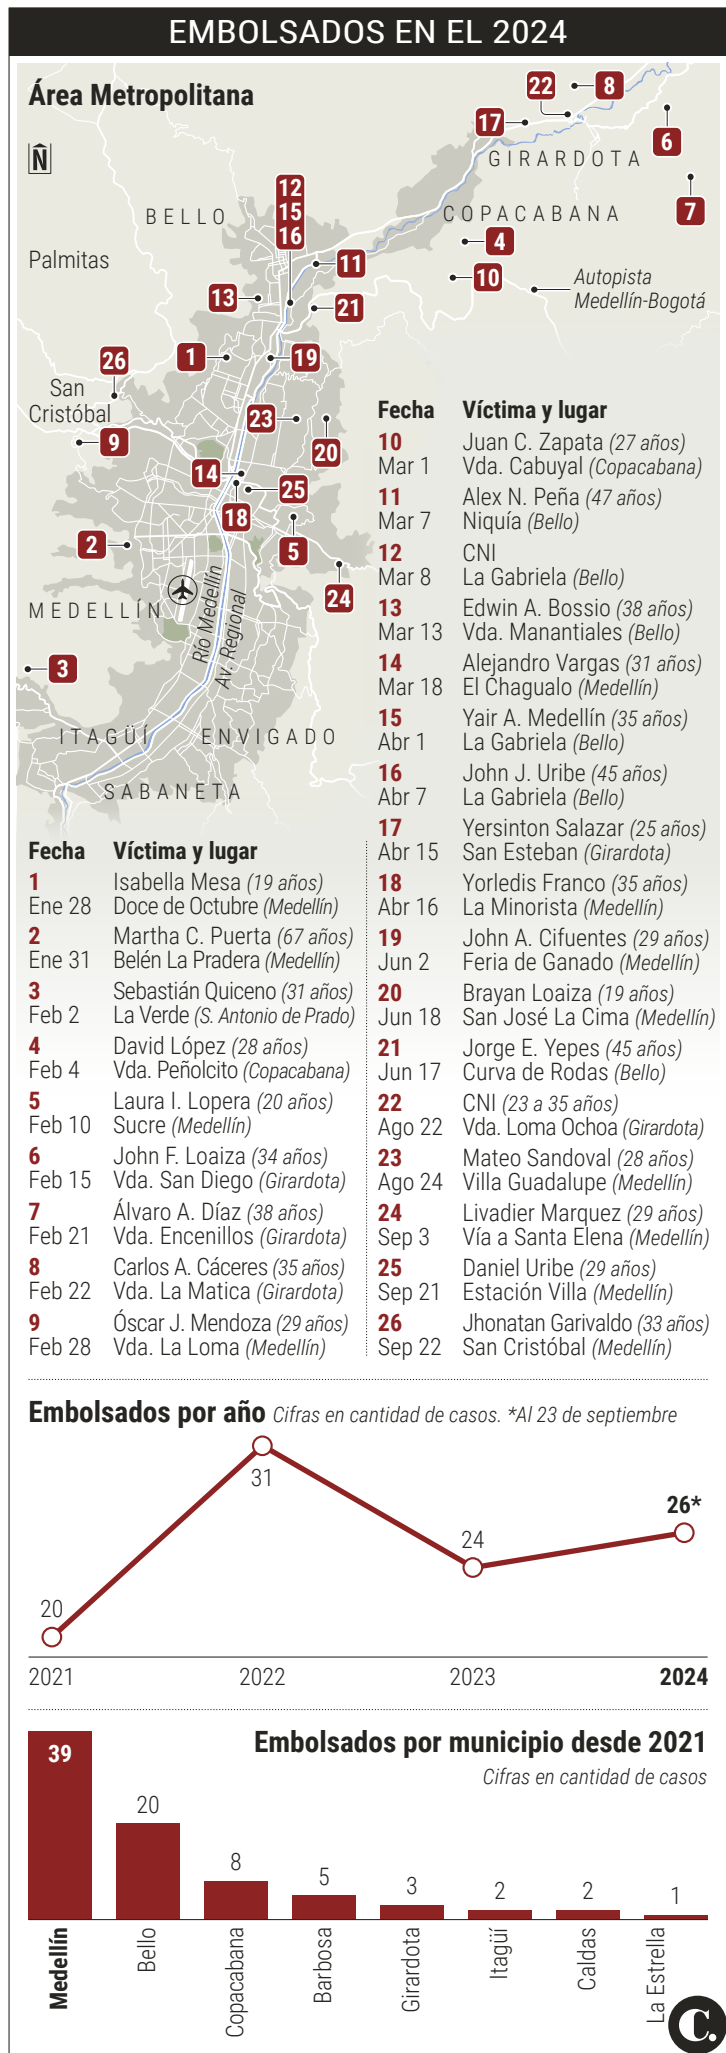 EMBOLSADOS EN EL 2024
Área Metropolitana
N
22
8
17
6
GIRARDOTA
7
12
15
16
BELLO
COPACABANA
4
Palmitas
11
10
Autopista
Medellín-Bogotá
13
21
1
19
26
San
Cristóbal
23
20
9
14
25
18
5
2
24
MEDELLÍN
Río Medellín
Av. Regional
3
ITAGÜÍ
ENVIGADO
SABANETA
Fecha Víctima y lugar
1 Isabella Mesa (19 años)
Ene 28 Doce de Octubre (Medellín)
2 Martha C. Puerta (67 años)
Ene 31 Belén La Pradera (Medellín)
3 Sebastián Quiceno (31 años)
Feb 2 La Verde (S. Antonio de Prado)
4 David López (28 años)
Feb 4 Vda. Peñolcito (Copacabana)
5 Laura I. Lopera (20 años)
Feb 10 Sucre (Medellín)
6 John F. Loaiza (34 años)
Feb 15 Vda. San Diego (Girardota)
7 Álvaro A. Díaz (38 años)
Feb 21 Vda. Encenillos (Girardota)
8 Carlos A. Cáceres (35 años)
Feb 22 Vda. La Matica (Girardota)
9 Óscar J. Mendoza (29 años)
Feb 28 Vda. La Loma (Medellín)
Fecha Víctima y lugar
10 Juan C. Zapata (27 años)
Mar 1 Vda. Cabuyal (Copacabana)
11 Alex N. Peña (47 años)
Mar 7 Niquía (Bello)
12 CNI
Mar 8 La Gabriela (Bello)
13 Edwin A. Bossio (38 años)
Mar 13 Vda. Manantiales (Bello)
14 Alejandro Vargas (31 años)
Mar 18 El Chagualo (Medellín)
15 Yair A. Medellín (35 años)
Abr 1 La Gabriela (Bello)
16 John J. Uribe (45 años)
Abr 7 La Gabriela (Bello)
17 Yersinton Salazar (25 años)
Abr 15 San Esteban (Girardota)
18 Yorledis Franco (35 años)
Abr 16 La Minorista (Medellín)
19 John A. Cifuentes (29 años)
Jun 2 Feria de Ganado (Medellín)
20 Brayan Loaiza (19 años)
Jun 18 San José La Cima (Medellín)
21 Jorge E. Yepes (45 años)
Jun 17 Curva de Rodas (Bello)
22 CNI (23 a 35 años)
Ago 22 Vda. Loma Ochoa (Girardota)
23 Mateo Sandoval (28 años)
Ago 24 Villa Guadalupe (Medellín)
24 Livadier Marquez (29 años)
Sep 3 Vía a Santa Elena (Medellín)
25 Daniel Uribe (29 años)
Sep 21 Estación Villa (Medellín)
26 Jhonatan Garivaldo (33 años)
Sep 22 San Cristóbal (Medellín)
Embolsados por año Cifras en cantidad de casos. *Al 23 de septiembre
31
26*
24
20
2021 2022 2023 2024
Embolsados por municipio desde 2021
Cifras en cantidad de casos
39
20
8
5
3
2
2
1
Medellín
Bello
Copacabana
Barbosa
Girardota
Itagüí
Caldas
La Estrella
C.